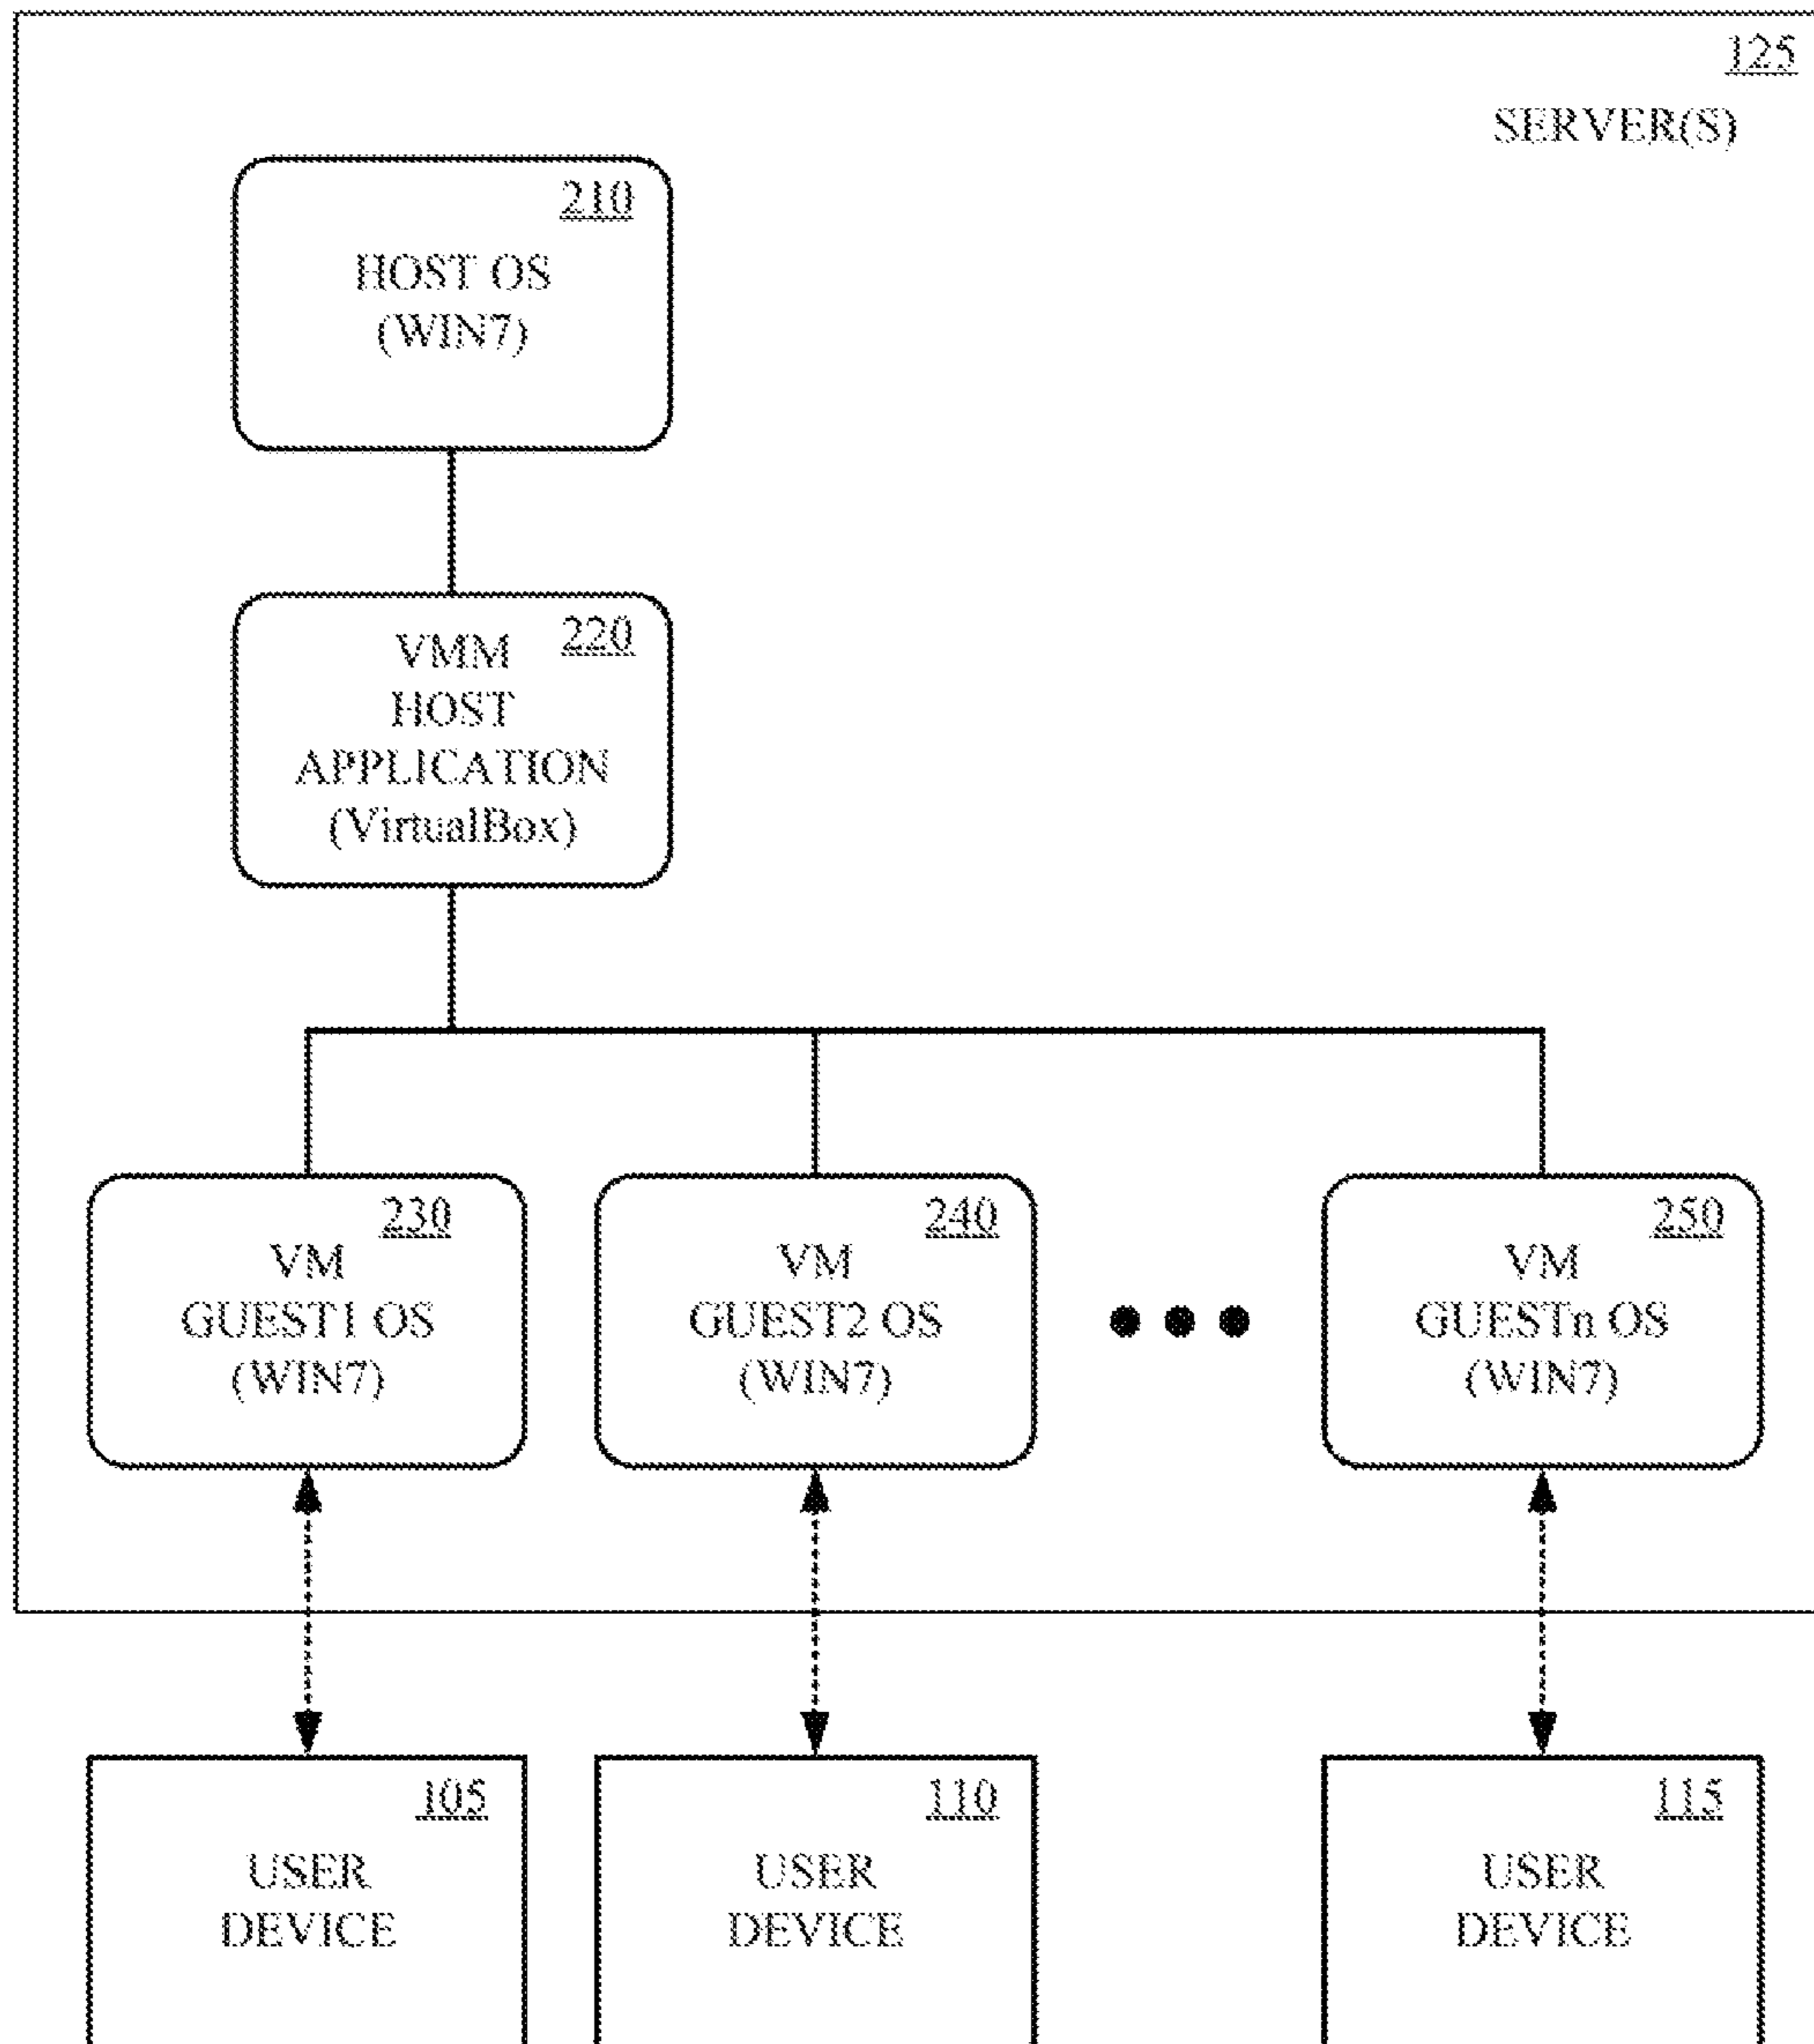 125
SERVER(S)
210
HOST OS
(WIN7)
220
VMM
HOST
APPLICATION
(VirtualBox)
230
VM
GUEST1 OS
(WIN7)
240
VM
GUEST2 OS
(WIN7)
250
VM
GUESTn OS
(WIN7)
105
USER
DEVICE
110
USER
DEVICE
115
USER
DEVICE